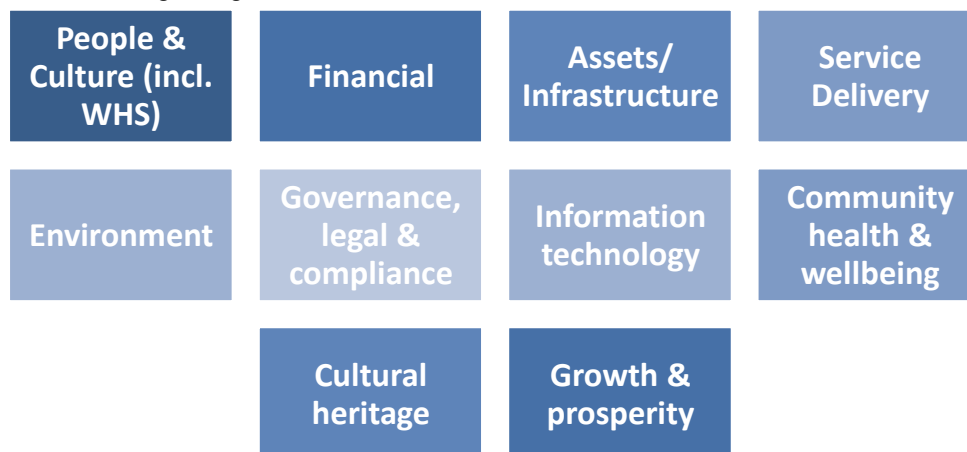 People &
Culture (incl.
WHS)
Financial
Assets/
Infrastructure
Service
Delivery
Environment
Governance,
legal &
compliance
Information
technology
Community
health &
wellbeing
Cultural
heritage
Growth &
prosperity